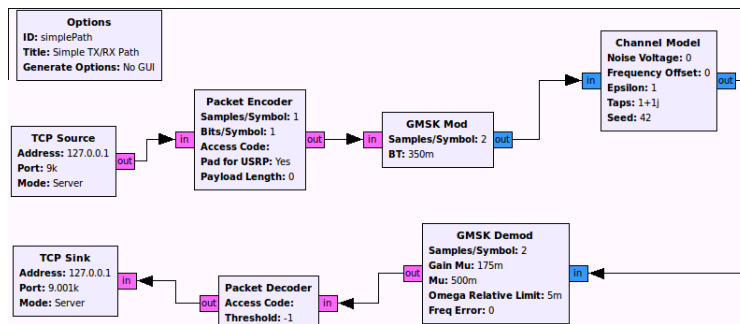 Options
ID: simplePath
Title: Simple TX/RX Path
Generate Options: No GUI
Channel Model
Noise Voltage: 0
Frequency Offset: 0
Epsilon: 1
Taps: 1+1j
Seed: 42
in
out
Packet Encoder
Samples/Symbol: 1
Bits/Symbol: 1
Access Code:
Pad for USRP: Yes
Payload Length: 0
in
out
GMSK Mod
Samples/Symbol: 2
BT: 350m
in
out
TCP Source
Address: 127.0.0.1
Port: 9k
Mode: Server
out
GMSK Demod
Samples/Symbol: 2
Gain Mu: 175m
Mu: 500m
Omega Relative Limit: 5m
Freq Error: 0
out
in
TCP Sink
Address: 127.0.0.1
Port: 9.001k
Mode: Server
in
Packet Decoder
Access Code:
Threshold: -1
out
in